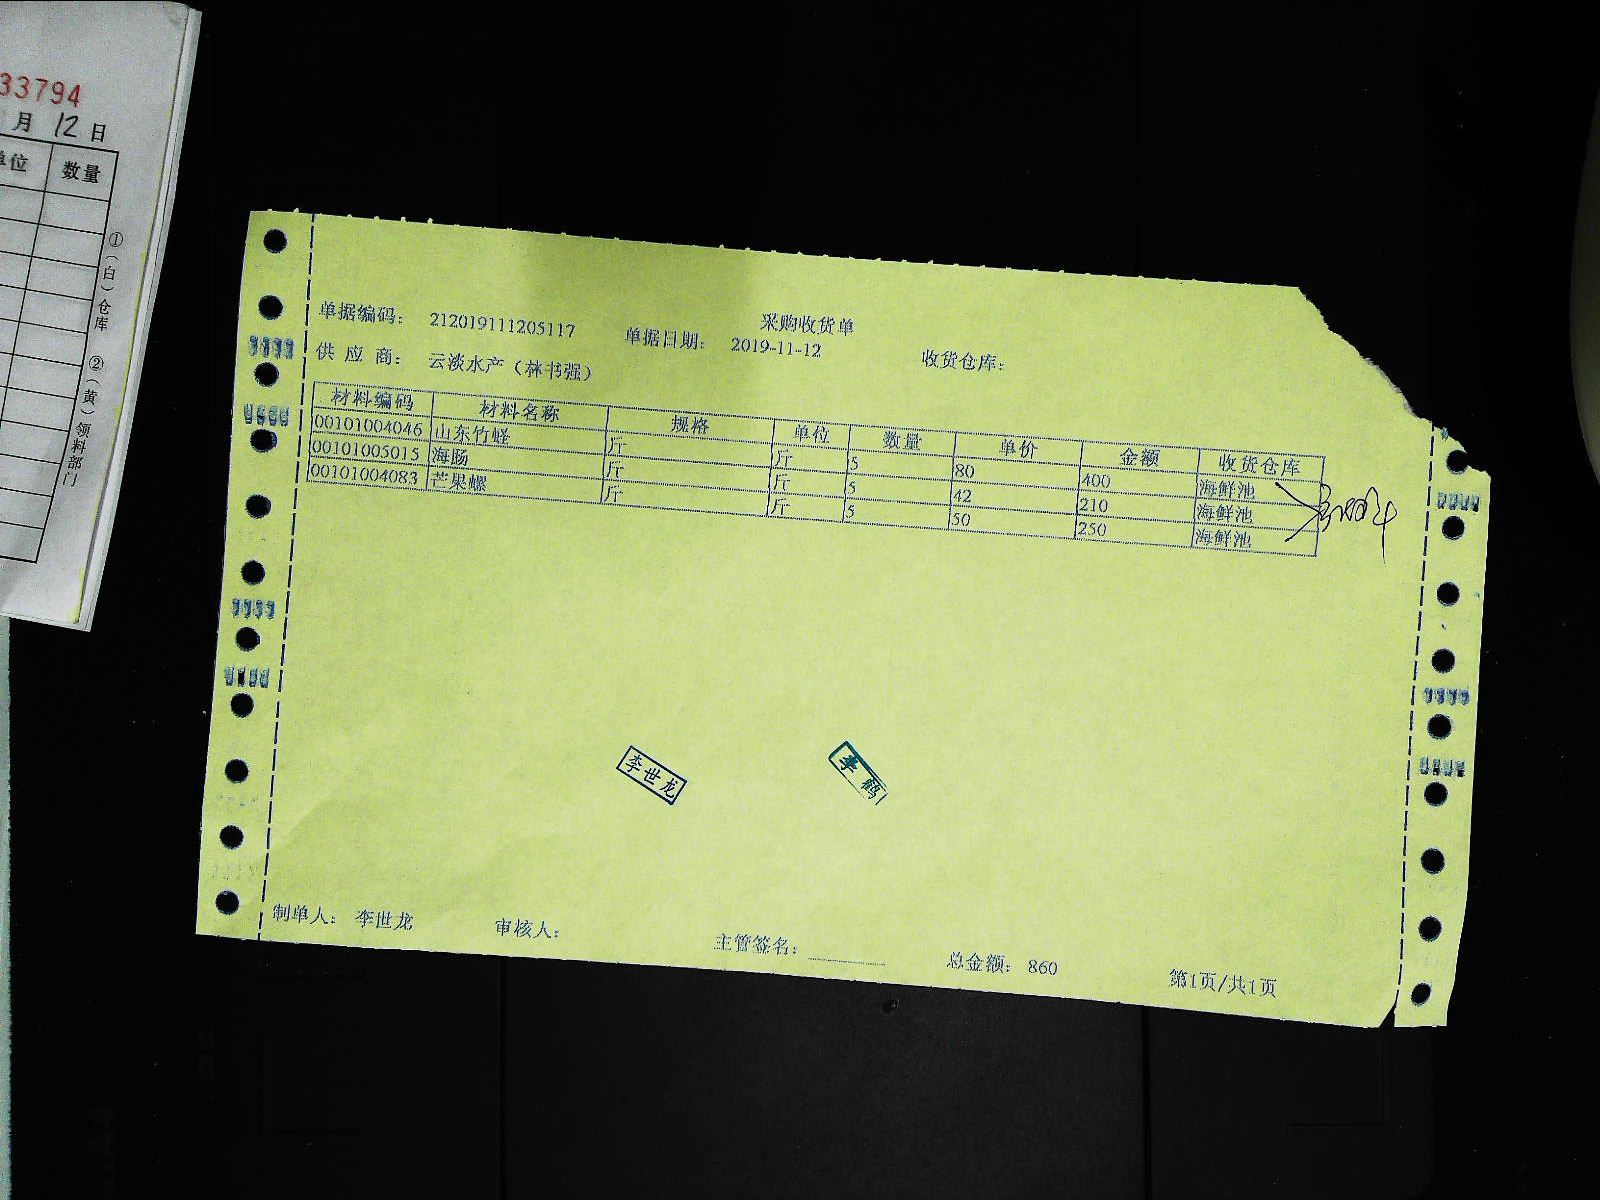 33794
月 12 日
单位 数量
①(白)仓库 ②(黄)领料部门
采购收货单
单据编码: 212019111205117 单据日期: 2019-11-12 收货仓库:
供 应 商: 云淡水产(林书强)
材料编码 材料名称 规格 单位 数量 单价 金额 收货仓库
00101004046 山东竹蛏 斤 斤 5 80 400 海鲜池
00101005015 海肠 斤 斤 5 42 210 海鲜池
00101004083 芒果螺 斤 斤 5 50 250 海鲜池
李世龙
李鹤
制单人: 李世龙 审核人: 主管签名: 总金额: 860 第1页/共1页